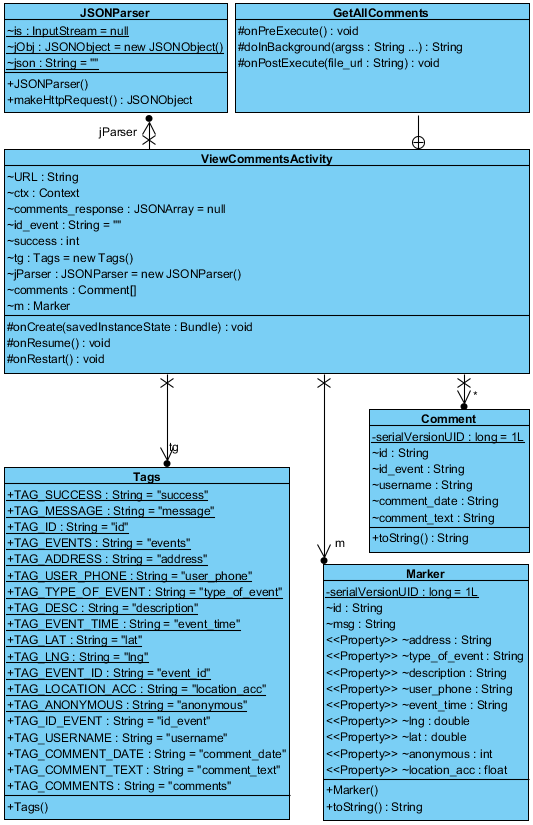 JSONParser
~is : InputStream = null
~jObj : JSONObject = new JSONObject()
~json : String = ""
+JSONParser()
+makeHttpRequest() : JSONObject
GetAllComments
#onPreExecute() : void
#doInBackground(argss : String ...) : String
#onPostExecute(file_url : String) : void
jParser
ViewCommentsActivity
~URL : String
~ctx : Context
~comments_response : JSONArray = null
~id_event : String = ""
~success : int
~tg : Tags = new Tags()
~jParser : JSONParser = new JSONParser()
~comments : Comment[]
~m : Marker
#onCreate(savedInstanceState : Bundle) : void
#onResume() : void
#onRestart() : void
*
tg
Comment
-serialVersionUID : long = 1L
~id : String
~id_event : String
~username : String
~comment_date : String
~comment_text : String
+toString() : String
Tags
+TAG_SUCCESS : String = "success"
+TAG_MESSAGE : String = "message"
+TAG_ID : String = "id"
+TAG_EVENTS : String = "events"
+TAG_ADDRESS : String = "address"
+TAG_USER_PHONE : String = "user_phone"
+TAG_TYPE_OF_EVENT : String = "type_of_event"
+TAG_DESC : String = "description"
+TAG_EVENT_TIME : String = "event_time"
+TAG_LAT : String = "lat"
+TAG_LNG : String = "lng"
+TAG_EVENT_ID : String = "event_id"
+TAG_LOCATION_ACC : String = "location_acc"
+TAG_ANONYMOUS : String = "anonymous"
+TAG_ID_EVENT : String = "id_event"
+TAG_USERNAME : String = "username"
+TAG_COMMENT_DATE : String = "comment_date"
+TAG_COMMENT_TEXT : String = "comment_text"
+TAG_COMMENTS : String = "comments"
+Tags()
m
Marker
-serialVersionUID : long = 1L
~id : String
~msg : String
<<Property>> ~address : String
<<Property>> ~type_of_event : String
<<Property>> ~description : String
<<Property>> ~user_phone : String
<<Property>> ~event_time : String
<<Property>> ~lng : double
<<Property>> ~lat : double
<<Property>> ~anonymous : int
<<Property>> ~location_acc : float
+Marker()
+toString() : String